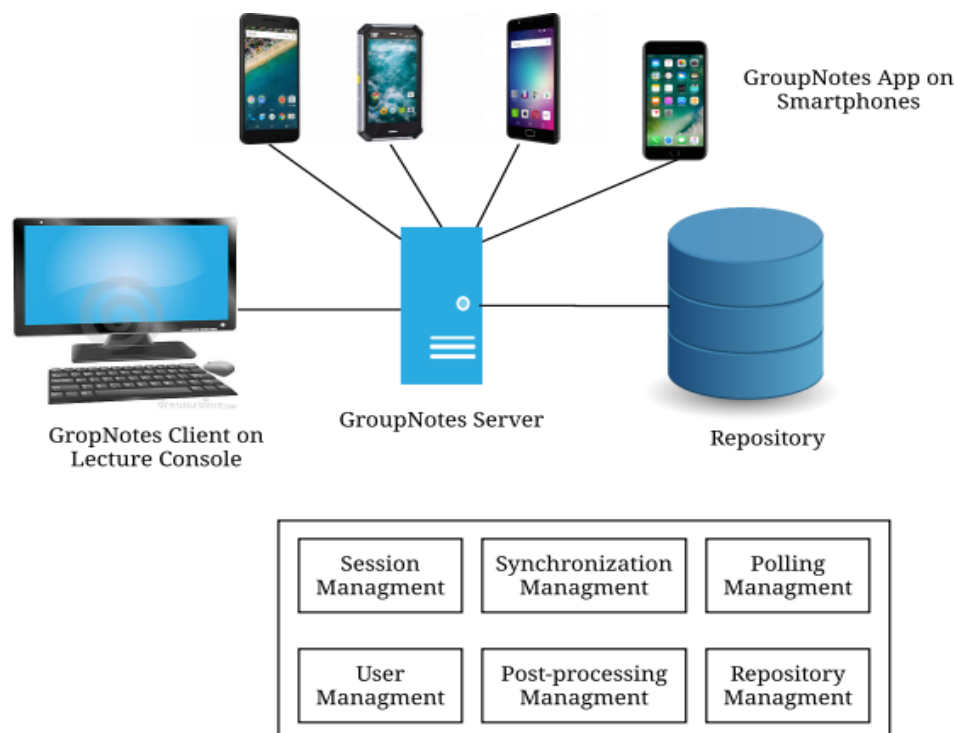 GroupNotes App on
Smartphones
GroupNotes Server
GropNotes Client on
Lecture Console
Repository
Session
Managment
Synchronization
Managment
Polling
Managment
User
Managment
Post-processing
Managment
Repository
Managment